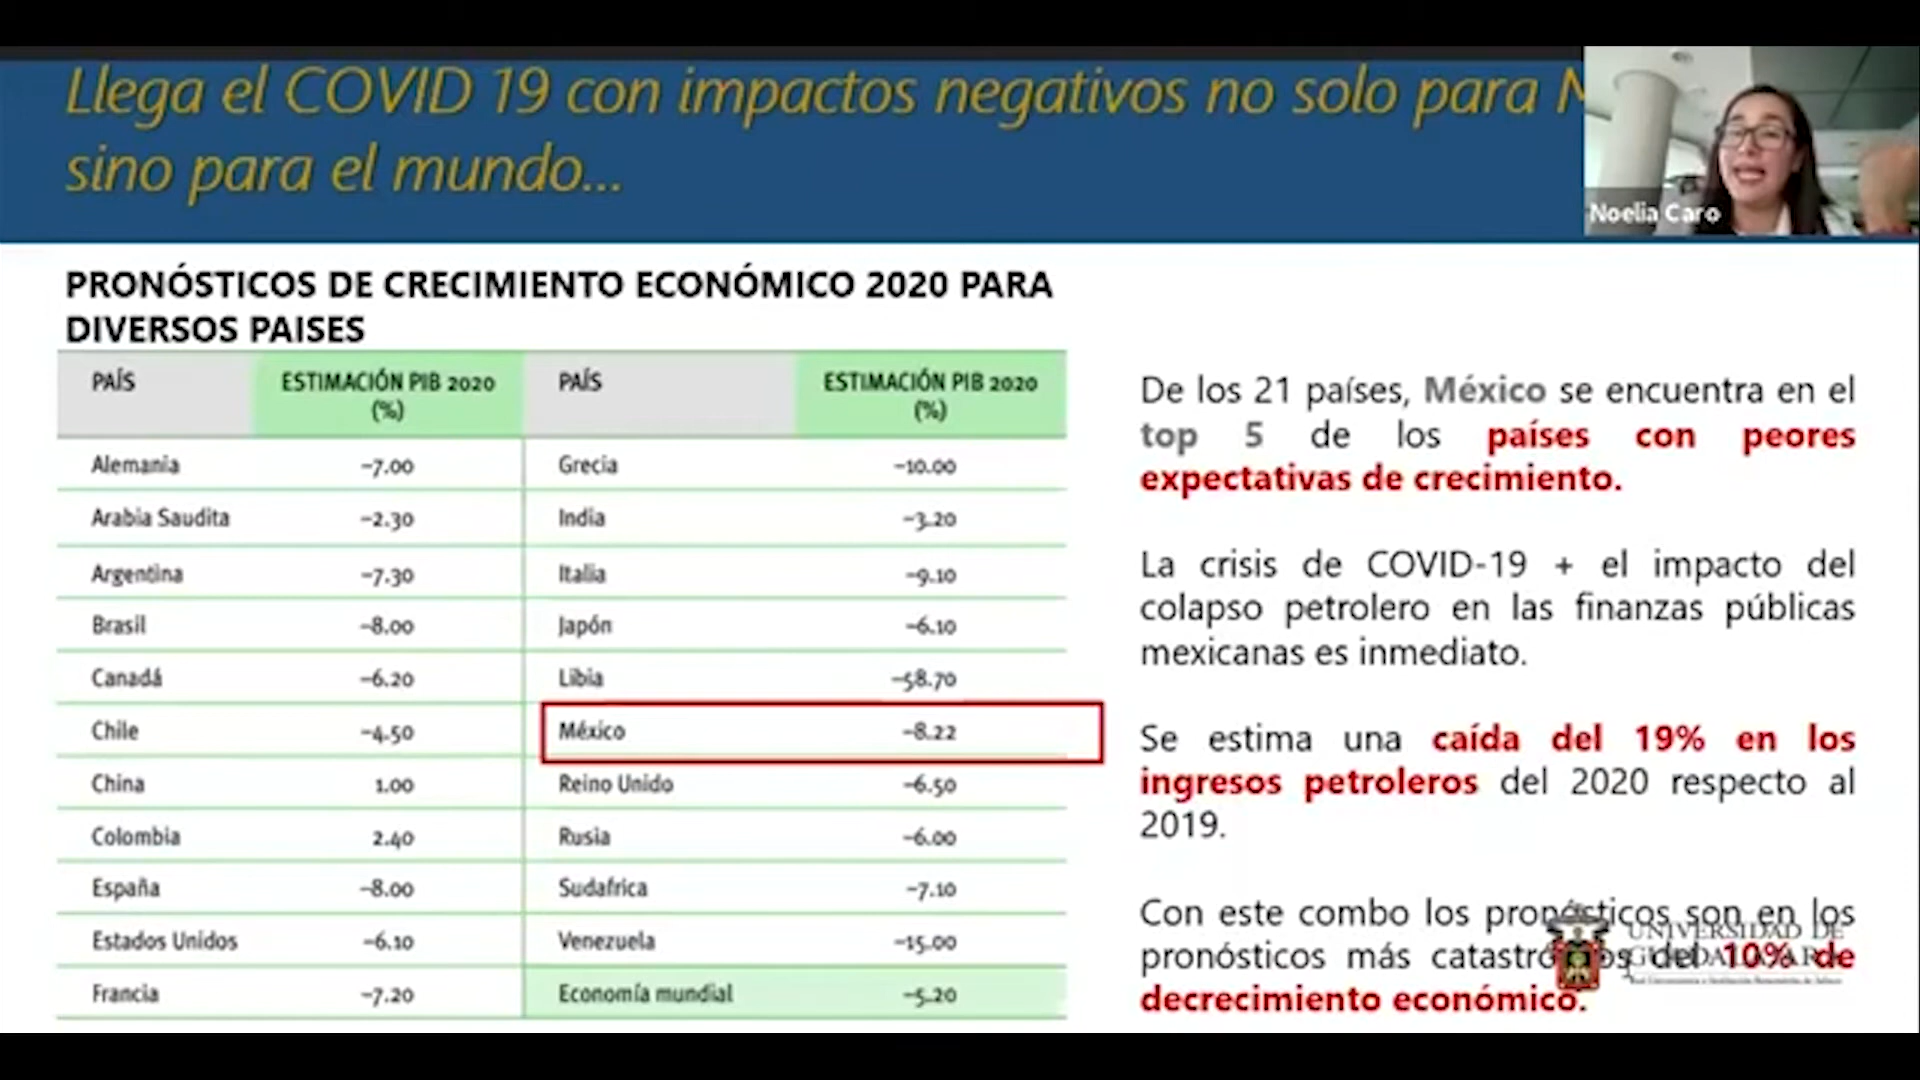 Llega el COVID 19 con impactos negativos no solo para
sino para el mundo...
Noelia Caro
PRONÓSTICOS DE CRECIMIENTO ECONÓMICO 2020 PARA
DIVERSOS PAISES
PAÍS ESTIMACIÓN PIB 2020 (%) PAÍS ESTIMACIÓN PIB 2020 (%)
Alemania -7.00 Grecia -10.00
Arabia Saudita -2.30 India -3.20
Argentina -7.30 Italia -9.10
Brasil -8.00 Japón -6.10
Canadá -6.20 Libia -58.70
Chile -4.50 México -8.22
China 1.00 Reino Unido -6.50
Colombia 2.40 Rusia -6.00
España -8.00 Sudafrica -7.10
Estados Unidos -6.10 Venezuela -15.00
Francia -7.20 Economía mundial -5.20
De los 21 países, México se encuentra en el
top 5 de los países con peores
expectativas de crecimiento.
La crisis de COVID-19 + el impacto del
colapso petrolero en las finanzas públicas
mexicanas es inmediato.
Se estima una caída del 19% en los
ingresos petroleros del 2020 respecto al
2019.
Con este combo los pronósticos son en los
pronósticos más catastróficos del 10% de
decrecimiento económico.
UNIVERSIDAD DE
GUADALAJARA